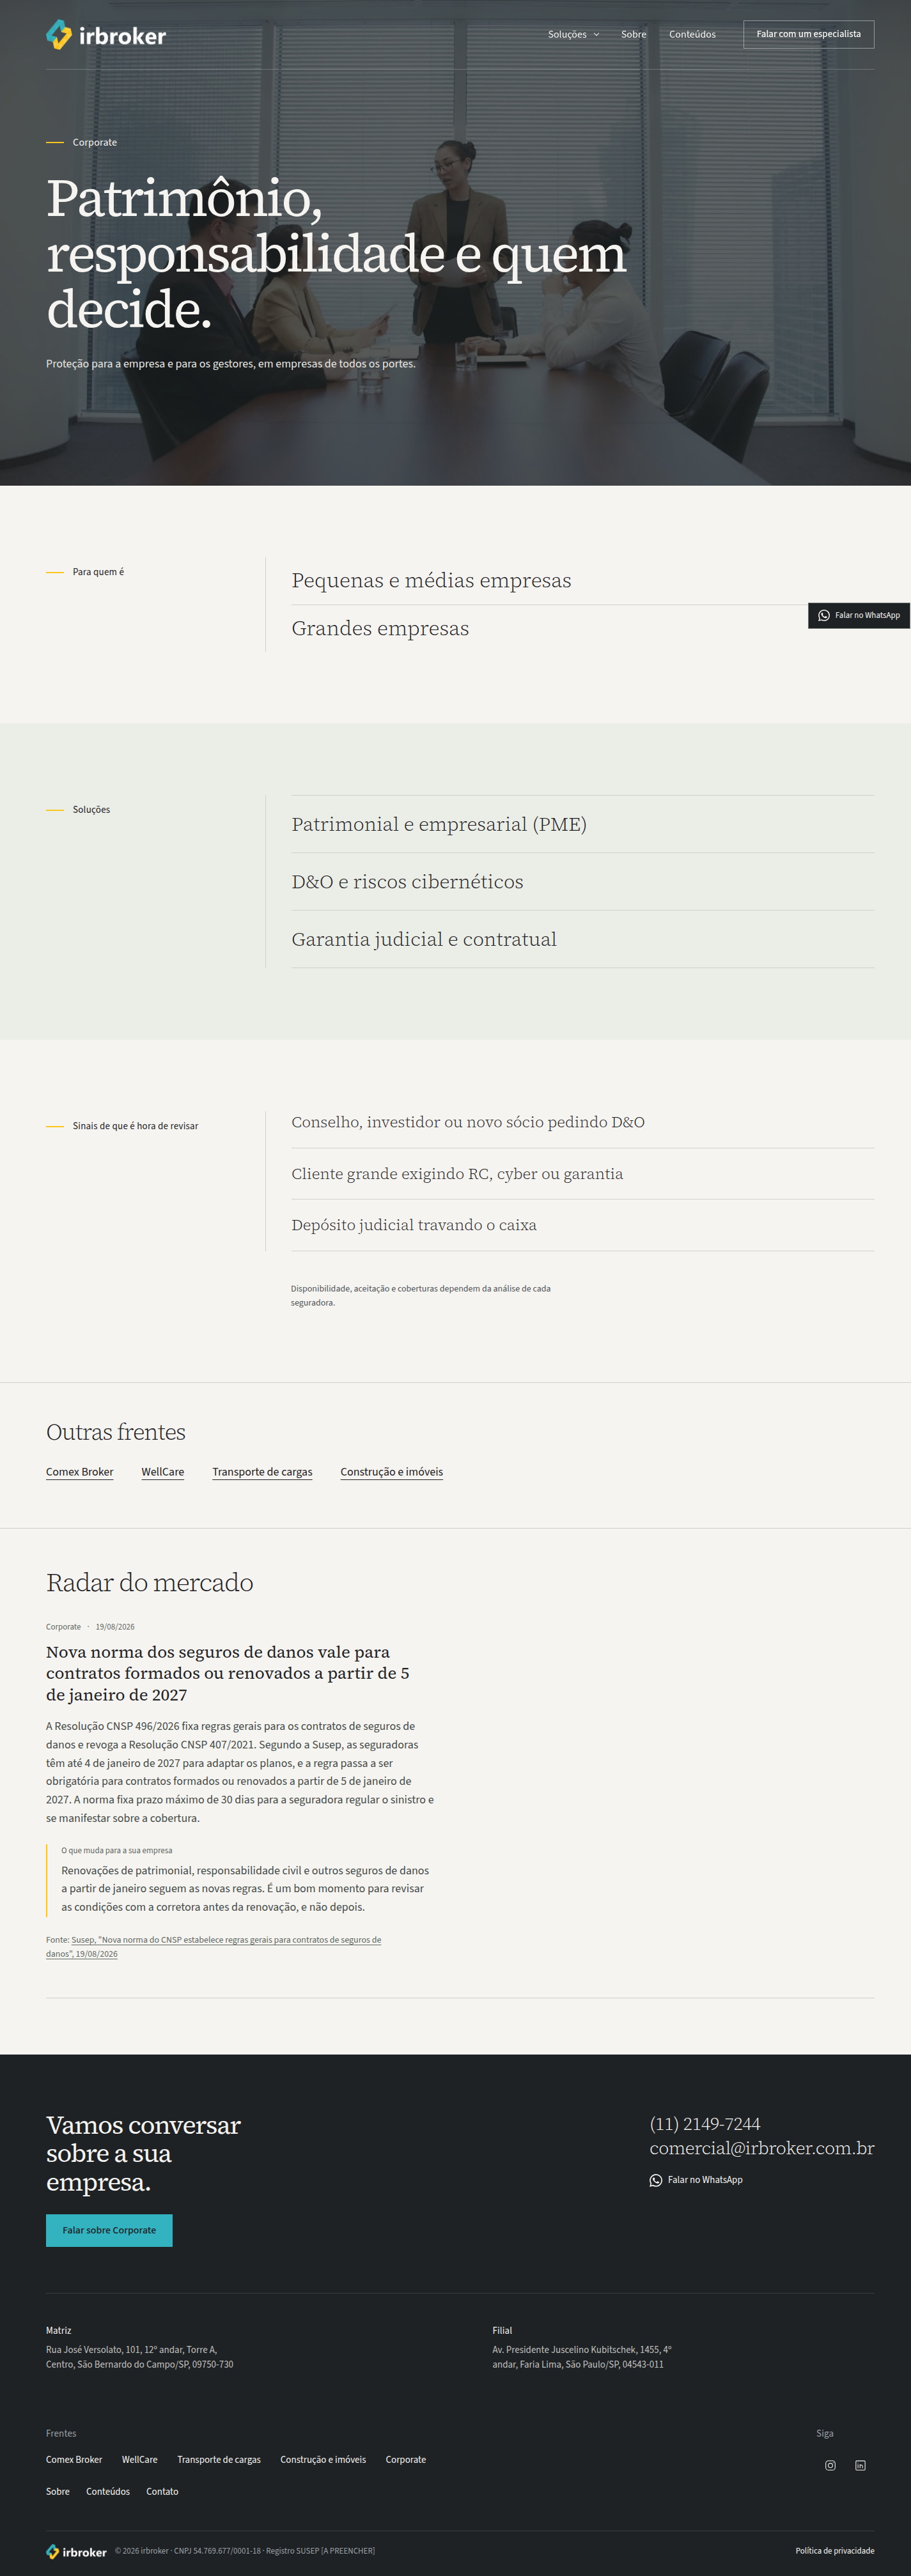 irbroker
Soluções
Sobre
Conteúdos
Falar com um especialista
Corporate
Patrimônio,
responsabilidade e quem
decide.
Proteção para a empresa e para os gestores, em empresas de todos os portes.
Para quem é
Pequenas e médias empresas
Grandes empresas
Falar no WhatsApp
Soluções
Patrimonial e empresarial (PME)
D&O e riscos cibernéticos
Garantia judicial e contratual
Sinais de que é hora de revisar
Conselho, investidor ou novo sócio pedindo D&O
Cliente grande exigindo RC, cyber ou garantia
Depósito judicial travando o caixa
Disponibilidade, aceitação e coberturas dependem da análise de cada
seguradora.
Outras frentes
Comex Broker
WellCare
Transporte de cargas
Construção e imóveis
Radar do mercado
Corporate · 19/08/2026
Nova norma dos seguros de danos vale para
contratos formados ou renovados a partir de 5
de janeiro de 2027
A Resolução CNSP 496/2026 fixa regras gerais para os contratos de seguros de
danos e revoga a Resolução CNSP 407/2021. Segundo a Susep, as seguradoras
têm até 4 de janeiro de 2027 para adaptar os planos, e a regra passa a ser
obrigatória para contratos formados ou renovados a partir de 5 de janeiro de
2027. A norma fixa prazo máximo de 30 dias para a seguradora regular o sinistro e
se manifestar sobre a cobertura.
O que muda para a sua empresa
Renovações de patrimonial, responsabilidade civil e outros seguros de danos
a partir de janeiro seguem as novas regras. É um bom momento para revisar
as condições com a corretora antes da renovação, e não depois.
Fonte: Susep, "Nova norma do CNSP estabelece regras gerais para contratos de seguros de
danos", 19/08/2026
Vamos conversar
sobre a sua
empresa.
Falar sobre Corporate
(11) 2149-7244
comercial@irbroker.com.br
Falar no WhatsApp
Matriz
Rua José Versolato, 101, 12º andar, Torre A,
Centro, São Bernardo do Campo/SP, 09750-730
Filial
Av. Presidente Juscelino Kubitschek, 1455, 4º
andar, Faria Lima, São Paulo/SP, 04543-011
Frentes
Comex Broker
WellCare
Transporte de cargas
Construção e imóveis
Corporate
Sobre
Conteúdos
Contato
Siga
irbroker
© 2026 irbroker · CNPJ 54.769.677/0001-18 · Registro SUSEP [A PREENCHER]
Política de privacidade